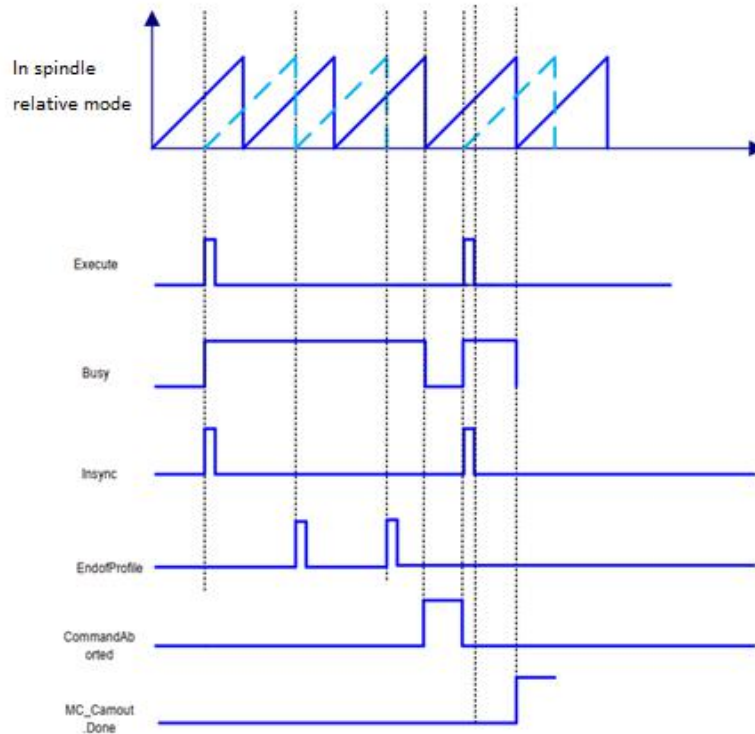 In spindle
relative mode
Execute
Busy
Insync
EndofProfile
CommandAb
orted
MC_Camout
.Done